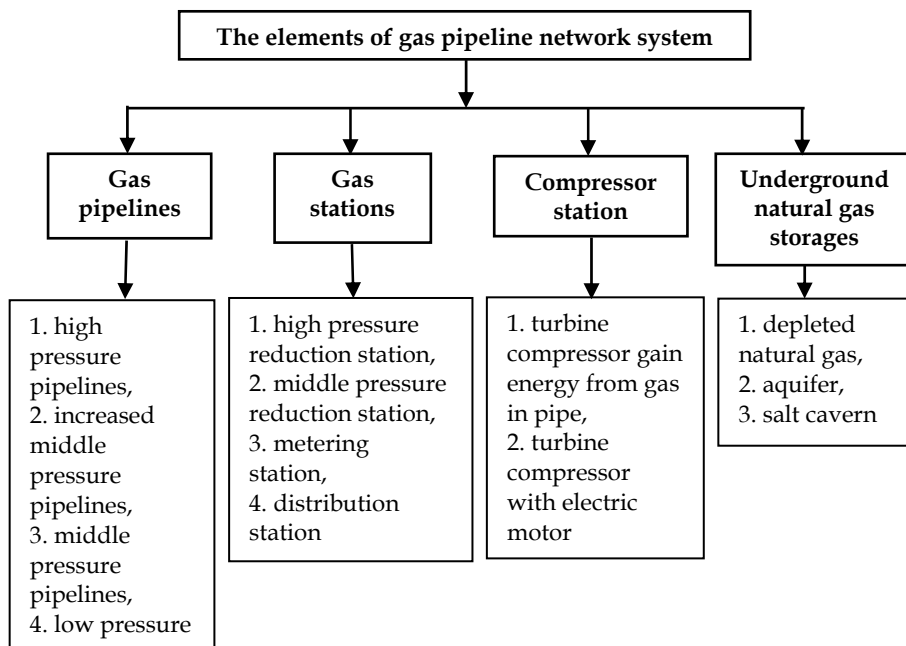 The elements of gas pipeline network system
Gas
pipelines
Gas
stations
Compressor
station
Underground
natural gas
storages
1. high
pressure
pipelines,
2. increased
middle
pressure
pipelines,
3. middle
pressure
pipelines,
4. low pressure
1. high pressure
reduction station,
2. middle pressure
reduction station,
3. metering
station,
4. distribution
station
1. turbine
compressor gain
energy from gas
in pipe,
2. turbine
compressor
with electric
motor
1. depleted
natural gas,
2. aquifer,
3. salt cavern